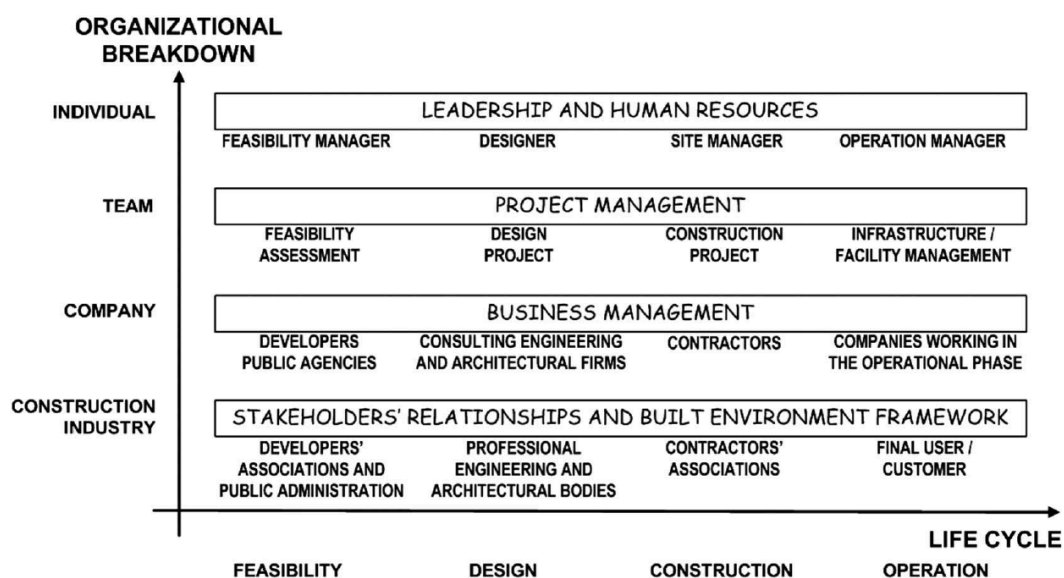 ORGANIZATIONAL
BREAKDOWN
INDIVIDUAL
LEADERSHIP AND HUMAN RESOURCES
FEASIBILITY MANAGER DESIGNER SITE MANAGER OPERATION MANAGER
TEAM
PROJECT MANAGEMENT
FEASIBILITY DESIGN CONSTRUCTION INFRASTRUCTURE /
ASSESSMENT PROJECT PROJECT FACILITY MANAGEMENT
COMPANY
BUSINESS MANAGEMENT
DEVELOPERS CONSULTING ENGINEERING CONTRACTORS COMPANIES WORKING IN
PUBLIC AGENCIES AND ARCHITECTURAL FIRMS THE OPERATIONAL PHASE
CONSTRUCTION
INDUSTRY
STAKEHOLDERS' RELATIONSHIPS AND BUILT ENVIRONMENT FRAMEWORK
DEVELOPERS' PROFESSIONAL CONTRACTORS' FINAL USER /
ASSOCIATIONS AND ENGINEERING AND ASSOCIATIONS CUSTOMER
PUBLIC ADMINISTRATION ARCHITECTURAL BODIES
LIFE CYCLE
FEASIBILITY DESIGN CONSTRUCTION OPERATION